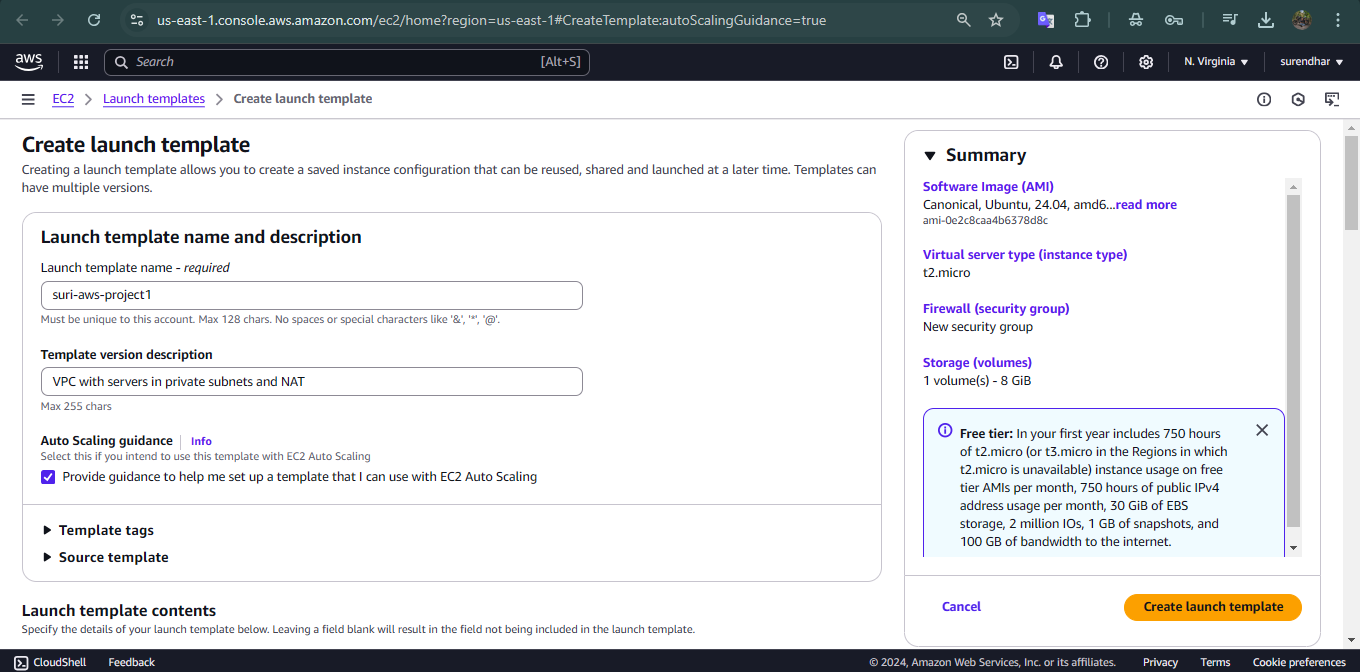 us-east-1.console.aws.amazon.com/ec2/home?region=us-east-1#CreateTemplate:autoScalingGuidance=true
aws
Search [Alt+S]
N. Virginia
surendhar
EC2
Launch templates
Create launch template
Create launch template
Creating a launch template allows you to create a saved instance configuration that can be reused, shared and launched at a later time. Templates can
have multiple versions.
Launch template name and description
Launch template name - required
suri-aws-project1
Must be unique to this account. Max 128 chars. No spaces or special characters like '&', '*', '@'.
Template version description
VPC with servers in private subnets and NAT
Max 255 chars
Auto Scaling guidance Info
Select this if you intend to use this template with EC2 Auto Scaling
Provide guidance to help me set up a template that I can use with EC2 Auto Scaling
Template tags
Source template
Launch template contents
Specify the details of your launch template below. Leaving a field blank will result in the field not being included in the launch template.
Summary
Software Image (AMI)
Canonical, Ubuntu, 24.04, amd6...read more
ami-0e2c8caa4b6378d8c
Virtual server type (instance type)
t2.micro
Firewall (security group)
New security group
Storage (volumes)
1 volume(s) - 8 GiB
Free tier: In your first year includes 750 hours
of t2.micro (or t3.micro in the Regions in which
t2.micro is unavailable) instance usage on free
tier AMIs per month, 750 hours of public IPv4
address usage per month, 30 GiB of EBS
storage, 2 million IOs, 1 GB of snapshots, and
100 GB of bandwidth to the internet.
Cancel
Create launch template
CloudShell
Feedback
© 2024, Amazon Web Services, Inc. or its affiliates.
Privacy
Terms
Cookie preferences